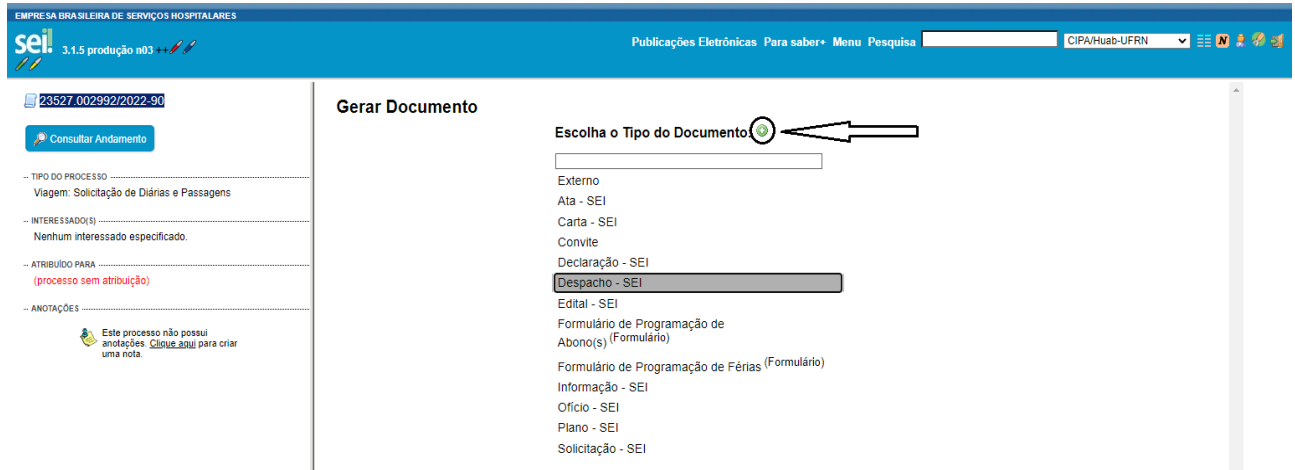 EMPRESA BRASILEIRA DE SERVIÇOS HOSPITALARES
sei! 3.1.5 produção n03 ++
Publicações Eletrônicas Para saber+ Menu Pesquisa CIPA/Huab-UFRN N
23527.002992/2022-90
Consultar Andamento
TIPO DO PROCESSO
Viagem: Solicitação de Diárias e Passagens
INTERESSADO(S)
Nenhum interessado especificado.
ATRIBUÍDO PARA
(processo sem atribuição)
ANOTAÇÕES
Este processo não possui
anotações. Clique aqui para criar
uma nota.
Gerar Documento
Escolha o Tipo do Documento:
Externo
Ata - SEI
Carta - SEI
Convite
Declaração - SEI
Despacho - SEI
Edital - SEI
Formulário de Programação de
Abono(s) (Formulário)
Formulário de Programação de Férias (Formulário)
Informação - SEI
Ofício - SEI
Plano - SEI
Solicitação - SEI